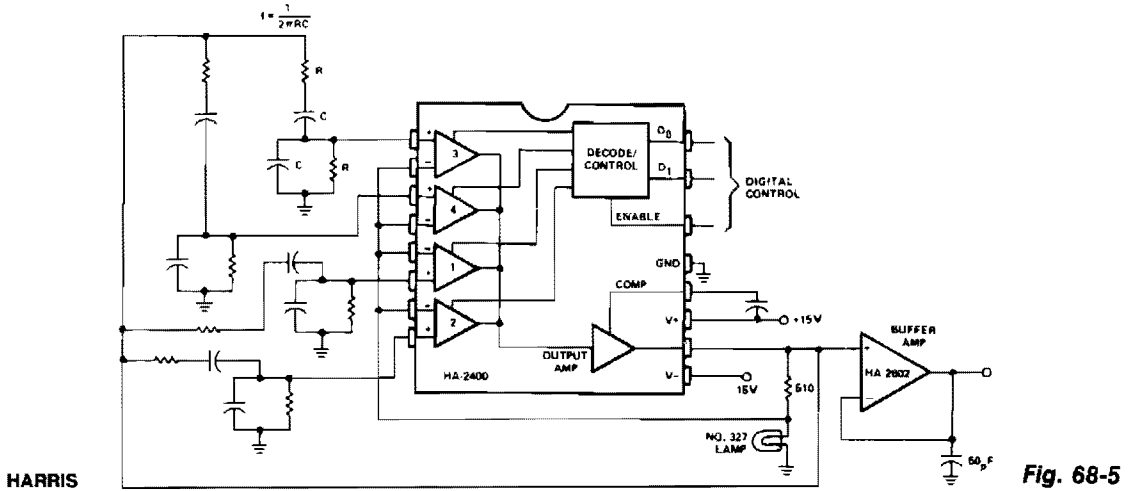 f = 1
2πRC
R
C
C
R
+
−
3
+
−
4
−
+
1
+
2
DECODE/
CONTROL
D0
D1
ENABLE
DIGITAL
CONTROL
GND
COMP
V+
+15V
OUTPUT
AMP
HA-2400
V−
15V
510
NO. 327
LAMP
BUFFER
AMP
+
HA 2602
−
50pF
HARRIS
Fig. 68-5